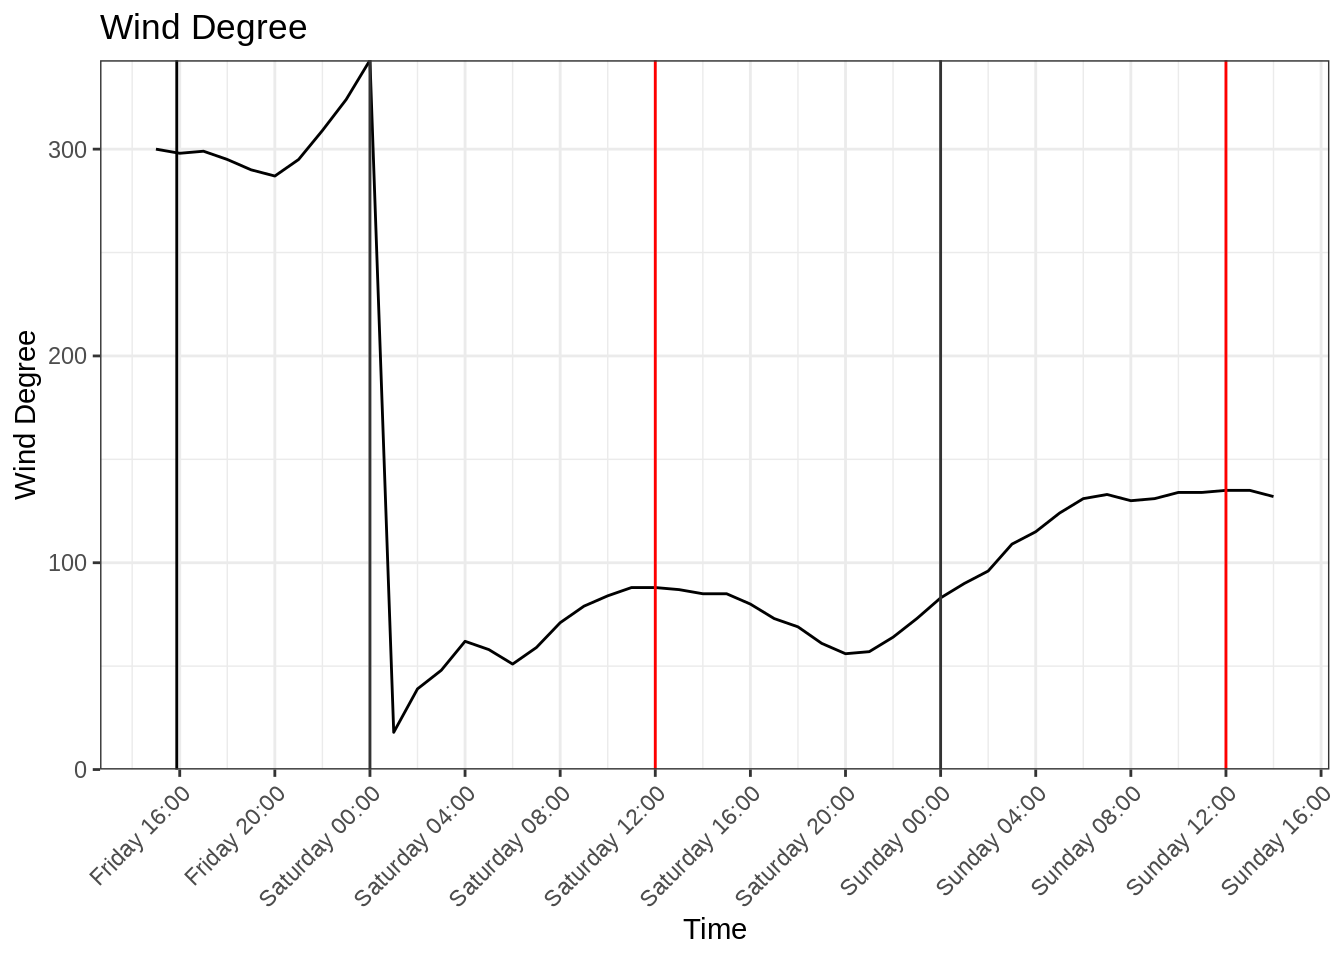 Wind Degree
Wind Degree
300
200
100
0
Friday 16:00
Friday 20:00
Saturday 00:00
Saturday 04:00
Saturday 08:00
Saturday 12:00
Saturday 16:00
Saturday 20:00
Sunday 00:00
Sunday 04:00
Sunday 08:00
Sunday 12:00
Sunday 16:00
Time